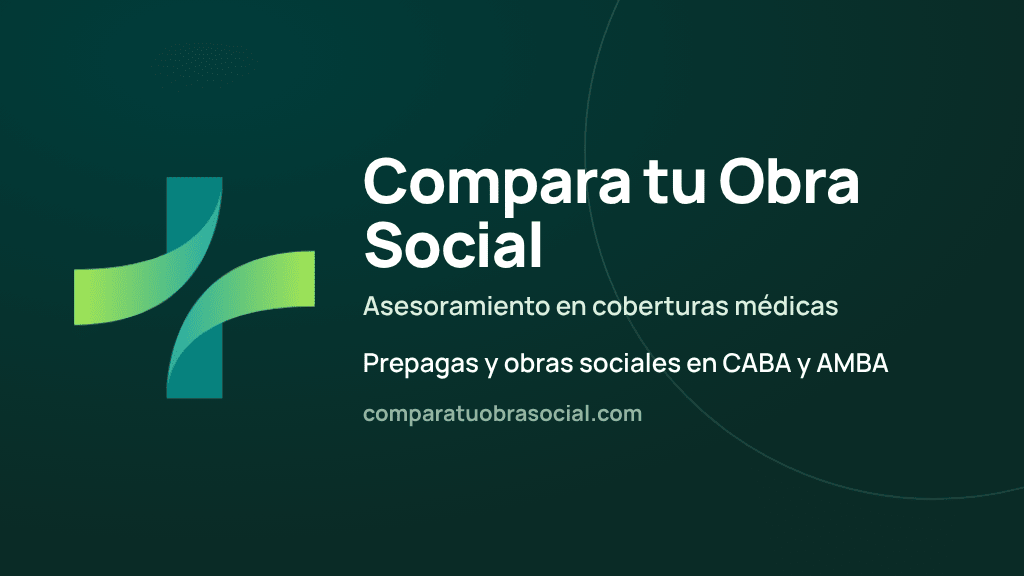 Compara tu Obra
Social
Asesoramiento en coberturas médicas
Prepagas y obras sociales en CABA y AMBA
comparatuobrasocial.com